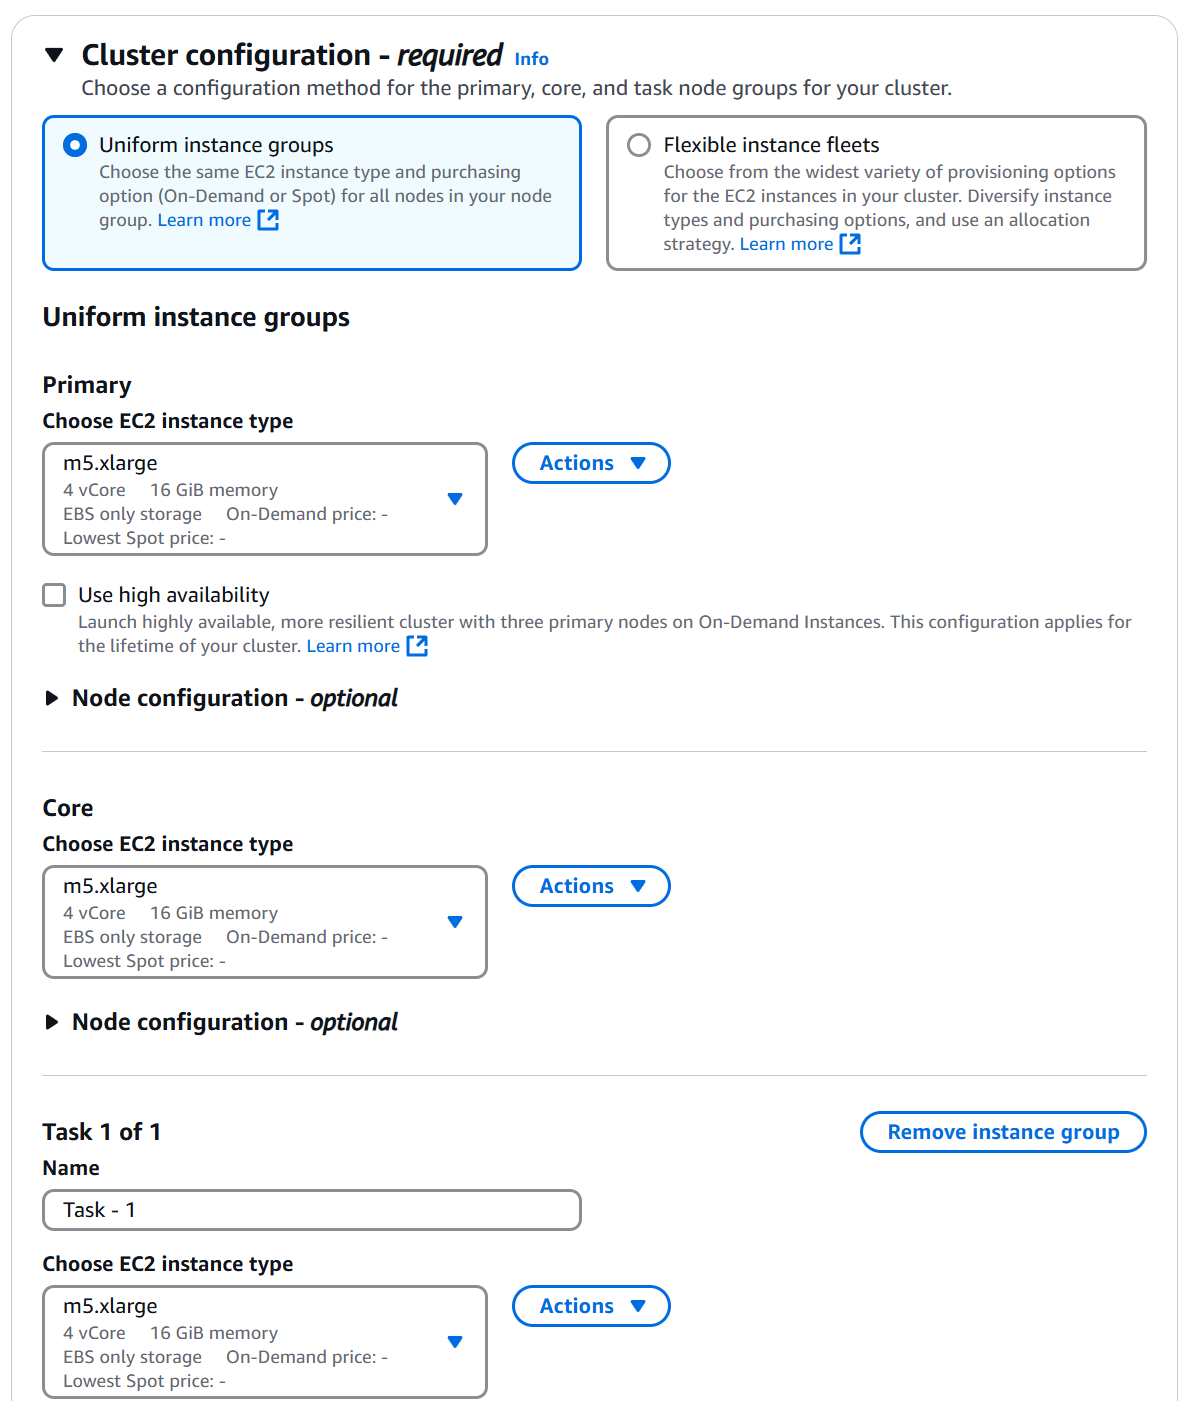 Cluster configuration - required Info
Choose a configuration method for the primary, core, and task node groups for your cluster.
Uniform instance groups
Choose the same EC2 instance type and purchasing
option (On-Demand or Spot) for all nodes in your node
group. Learn more
Flexible instance fleets
Choose from the widest variety of provisioning options
for the EC2 instances in your cluster. Diversify instance
types and purchasing options, and use an allocation
strategy. Learn more
Uniform instance groups
Primary
Choose EC2 instance type
m5.xlarge
4 vCore 16 GiB memory
EBS only storage On-Demand price: -
Lowest Spot price: -
Actions
Use high availability
Launch highly available, more resilient cluster with three primary nodes on On-Demand Instances. This configuration applies for
the lifetime of your cluster. Learn more
Node configuration - optional
Core
Choose EC2 instance type
m5.xlarge
4 vCore 16 GiB memory
EBS only storage On-Demand price: -
Lowest Spot price: -
Actions
Node configuration - optional
Task 1 of 1
Remove instance group
Name
Task - 1
Choose EC2 instance type
m5.xlarge
4 vCore 16 GiB memory
EBS only storage On-Demand price: -
Lowest Spot price: -
Actions